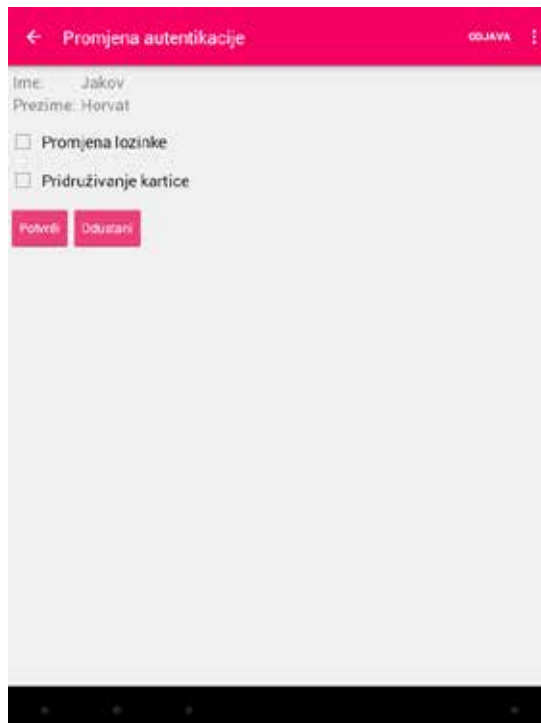 Promjena autentikacije ODJAVA
Ime: Jakov
Prezime: Horvat
Promjena lozinke
Pridruživanje kartice
Potvrdi Odustani